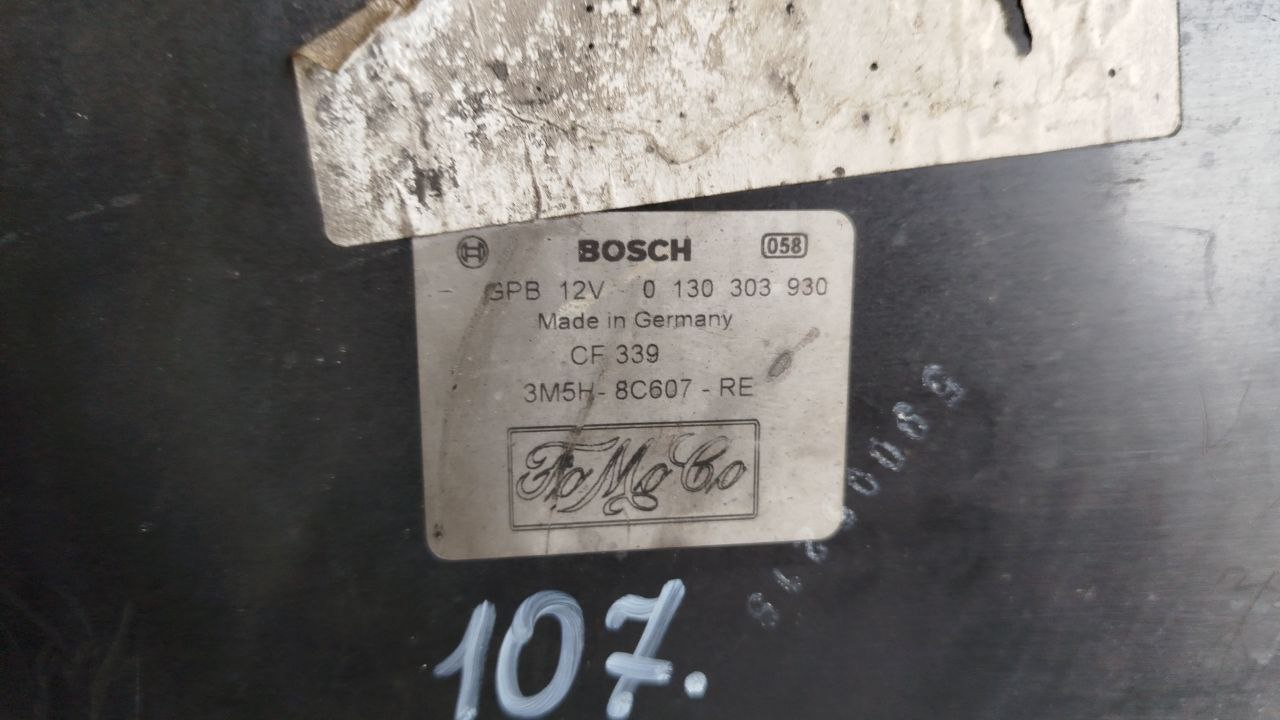 BOSCH 058
GPB 12V 0 130 303 930
Made in Germany
CF 339
3M5H - 8C607 - RE
FoMoCo
107.